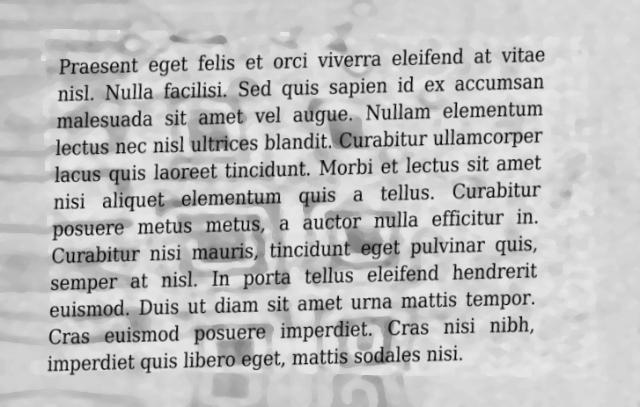 Praesent eget felis et orci viverra eleifend at vitae
nisl. Nulla facilisi. Sed quis sapien id ex accumsan
malesuada sit amet vel augue. Nullam elementum
lectus nec nisl ultrices blandit. Curabitur ullamcorper
lacus quis laoreet tincidunt. Morbi et lectus sit amet
nisi aliquet elementum quis a tellus. Curabitur
posuere metus metus, a auctor nulla efficitur in.
Curabitur nisi mauris, tincidunt eget pulvinar quis,
semper at nisl. In porta tellus eleifend hendrerit
euismod. Duis ut diam sit amet urna mattis tempor.
Cras euismod posuere imperdiet. Cras nisi nibh,
imperdiet quis libero eget, mattis sodales nisi.